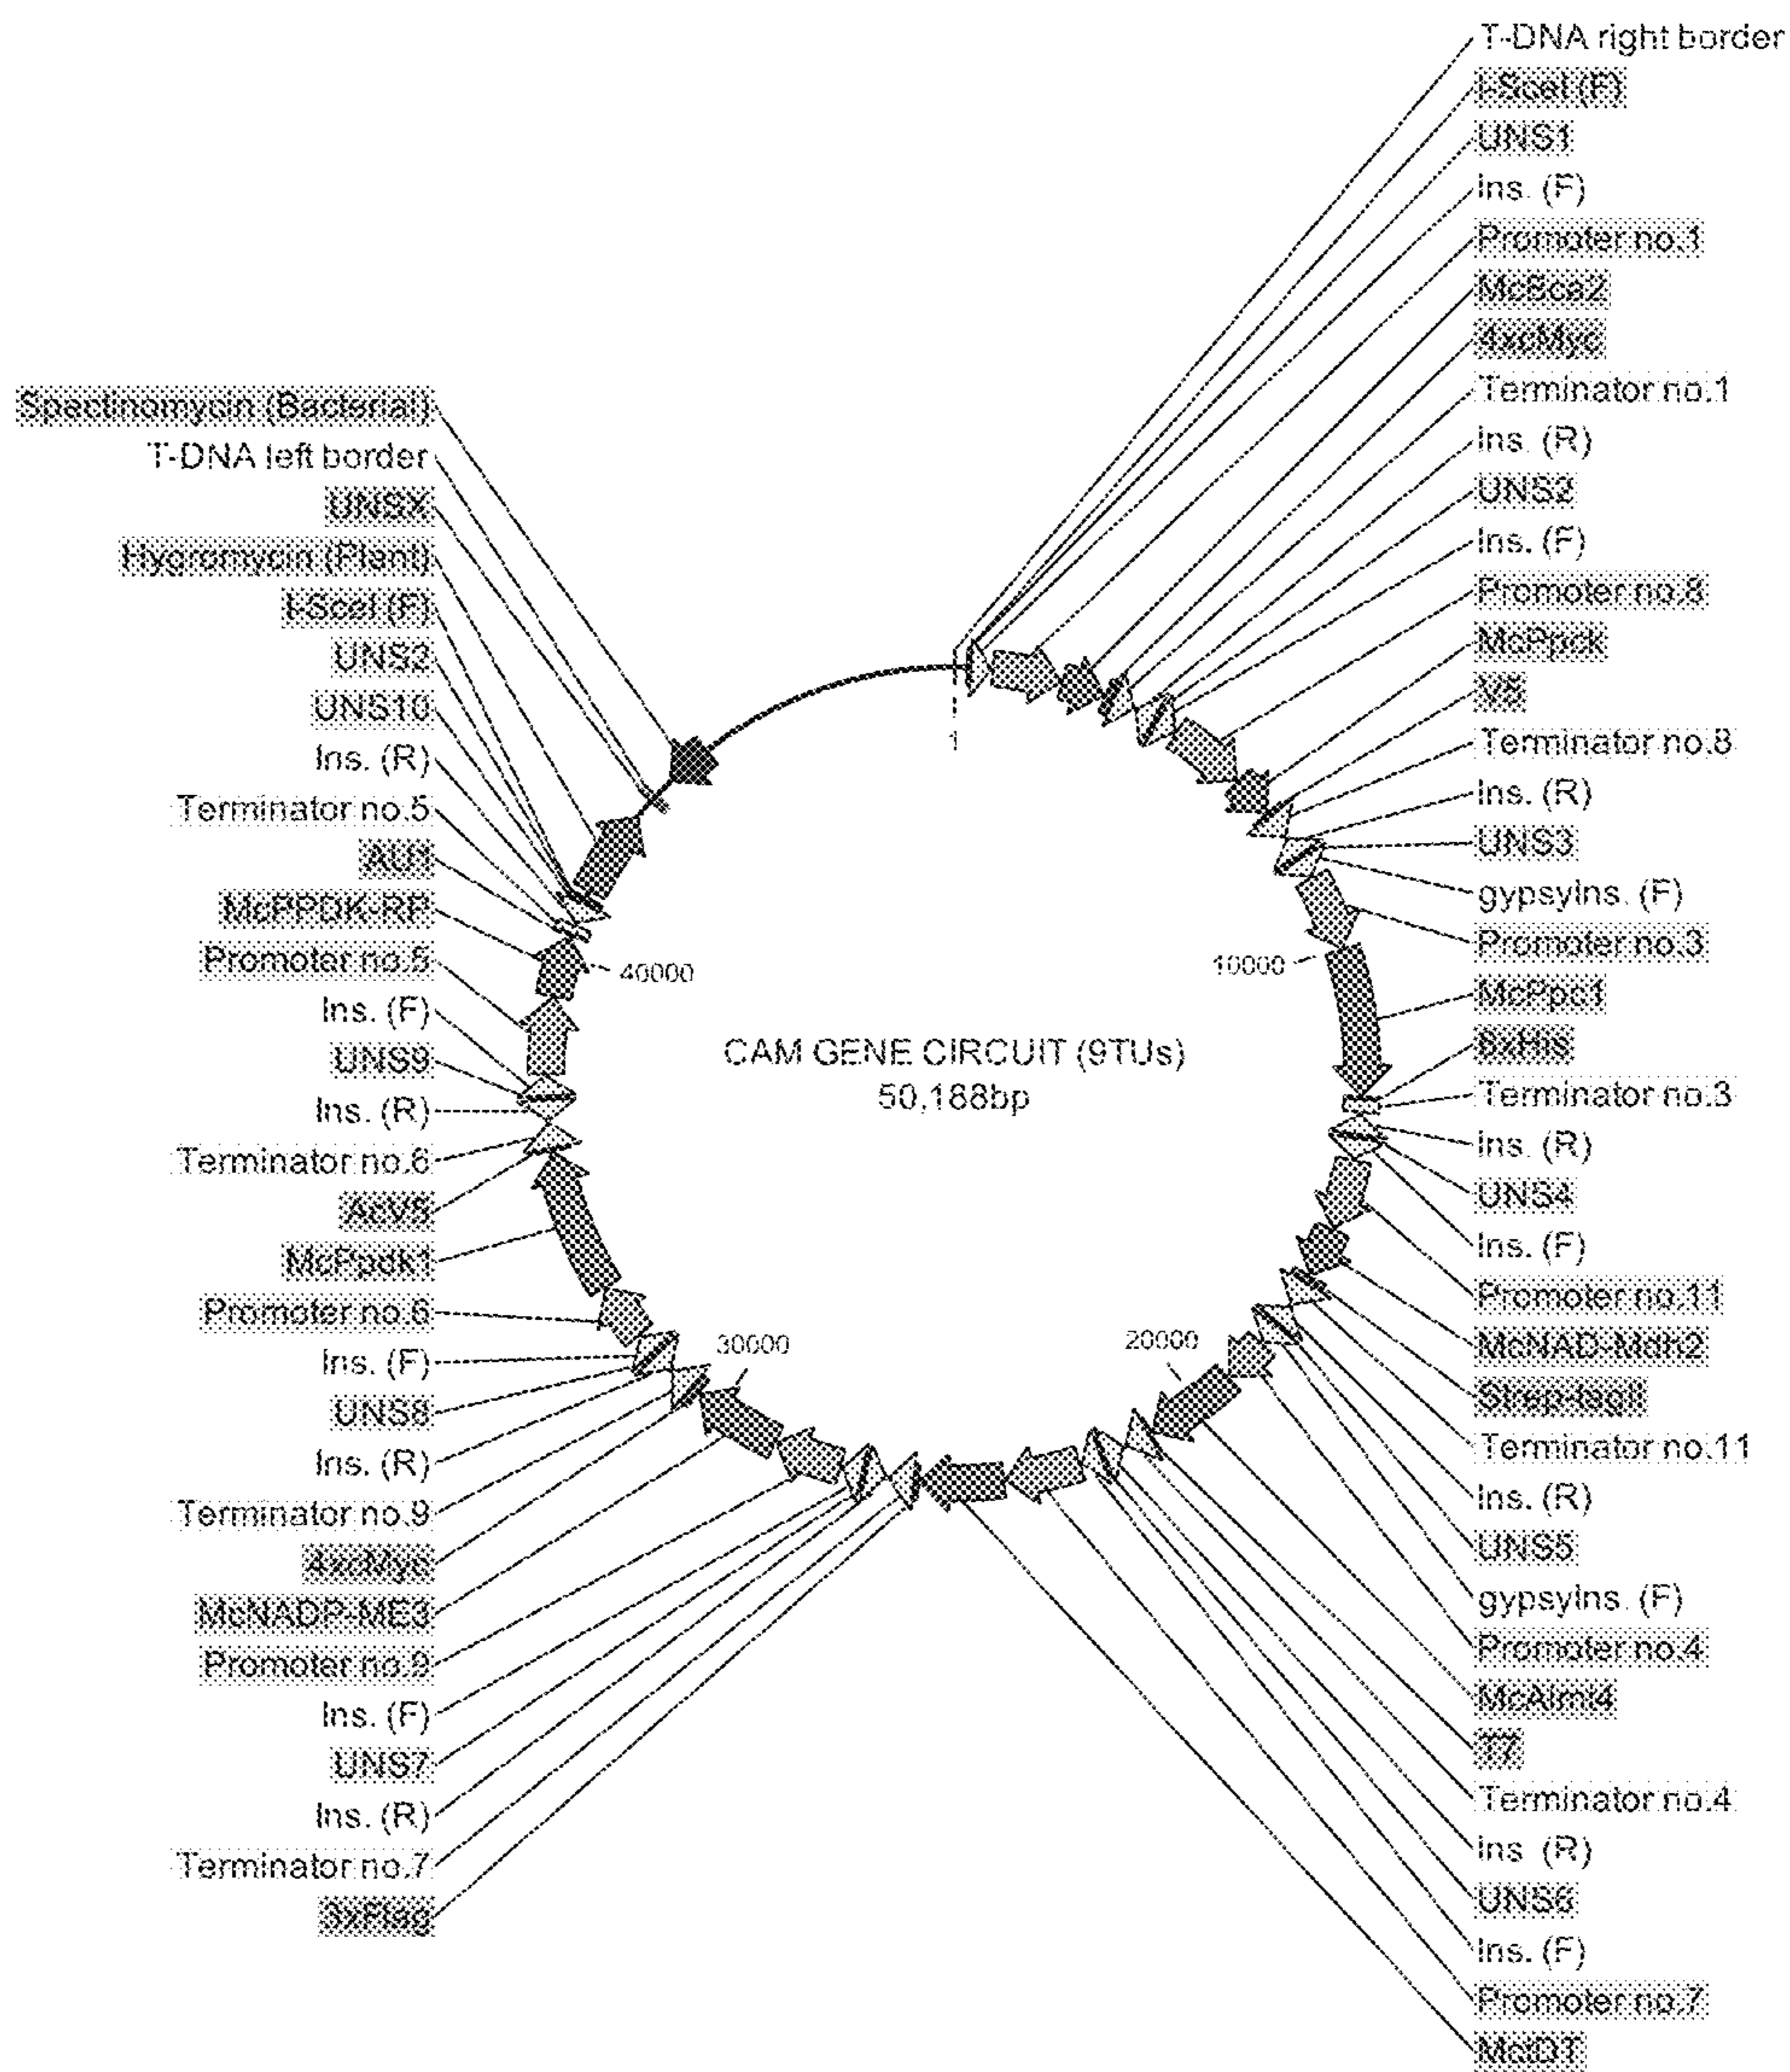 T-DNA right border
I-SceI (F)
UNS1
Ins. (F)
Promoter no.1
McBca2
4xcMyc
Terminator no.1
Ins. (R)
UNS2
Ins. (F)
Promoter no.8
McPpck
V5
Terminator no.8
Ins. (R)
UNS3
gypsyIns. (F)
Promoter no.3
McPpc1
6xHis
Terminator no.3
Ins. (R)
UNS4
Ins. (F)
Promoter no.11
McNAD-Mdh2
Strep-tagII
Terminator no.11
Ins. (R)
UNS5
gypsyIns. (F)
Promoter no.4
McAlmt4
T7
Terminator no.4
Ins (R)
UNS6
Ins. (F)
Promoter no.7
Spectinomycin (Bacterial)
T-DNA left border
UNSX
Hygromycin (Plant)
I-SceI (F)
UNS2
UNS10
Ins. (R)
Terminator no.5
AU1
McPPDK-RP
Promoter no.5
Ins. (F)
UNS9
Ins. (R)
Terminator no.6
AcV5
McPpdk1
Promoter no.6
Ins. (F)
UNS8
Ins. (R)
Terminator no.9
4xcMyc
McNADP-ME3
Promoter no.9
Ins. (F)
UNS7
Ins. (R)
Terminator no.7
3xFlag
1
10000
20000
30000
40000
CAM GENE CIRCUIT (9TUs)
50,188bp